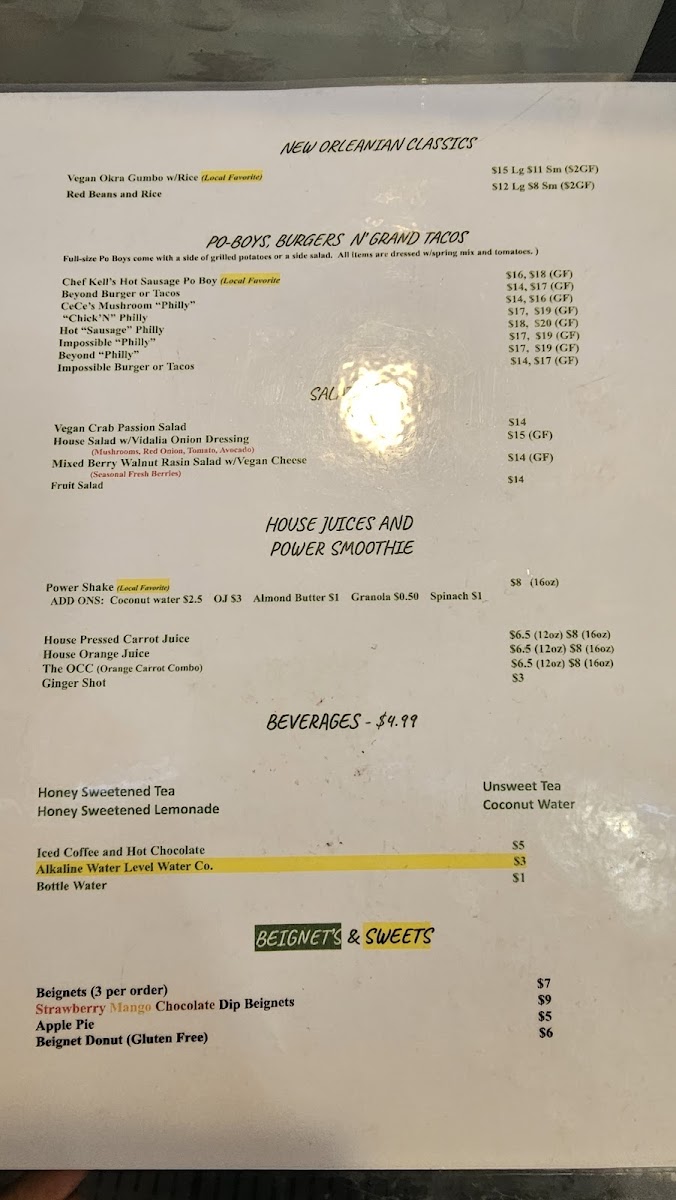 NEW ORLEANIAN CLASSICS
Vegan Okra Gumbo w/Rice (Local Favorite) $15 Lg $11 Sm ($2GF)
Red Beans and Rice $12 Lg $8 Sm ($2GF)
PO-BOYS, BURGERS N' GRAND TACOS
Full-size Po Boys come with a side of grilled potatoes or a side salad. All items are dressed w/spring mix and tomatoes. )
Chef Kell's Hot Sausage Po Boy (Local Favorite $16, $18 (GF)
Beyond Burger or Tacos $14, $17 (GF)
CeCe's Mushroom "Philly" $14, $16 (GF)
"Chick'N" Philly $17, $19 (GF)
Hot "Sausage" Philly $18, $20 (GF)
Impossible "Philly" $17, $19 (GF)
Beyond "Philly" $17, $19 (GF)
Impossible Burger or Tacos $14, $17 (GF)
Vegan Crab Passion Salad $14
House Salad w/Vidalia Onion Dressing $15 (GF)
(Mushrooms, Red Onion, Tomato, Avocado)
Mixed Berry Walnut Rasin Salad w/Vegan Cheese $14 (GF)
(Seasonal Fresh Berries)
Fruit Salad $14
HOUSE JUICES AND
POWER SMOOTHIE
Power Shake (Local Favorite) $8 (16oz)
ADD ONS: Coconut water $2.5 OJ $3 Almond Butter $1 Granola $0.50 Spinach $1
House Pressed Carrot Juice $6.5 (12oz) $8 (16oz)
House Orange Juice $6.5 (12oz) $8 (16oz)
The OCC (Orange Carrot Combo) $6.5 (12oz) $8 (16oz)
Ginger Shot $3
BEVERAGES - $4.99
Honey Sweetened Tea Unsweet Tea
Honey Sweetened Lemonade Coconut Water
Iced Coffee and Hot Chocolate $5
Alkaline Water Level Water Co. $3
Bottle Water $1
BEIGNET'S & SWEETS
Beignets (3 per order) $7
Strawberry Mango Chocolate Dip Beignets $9
Apple Pie $5
Beignet Donut (Gluten Free) $6